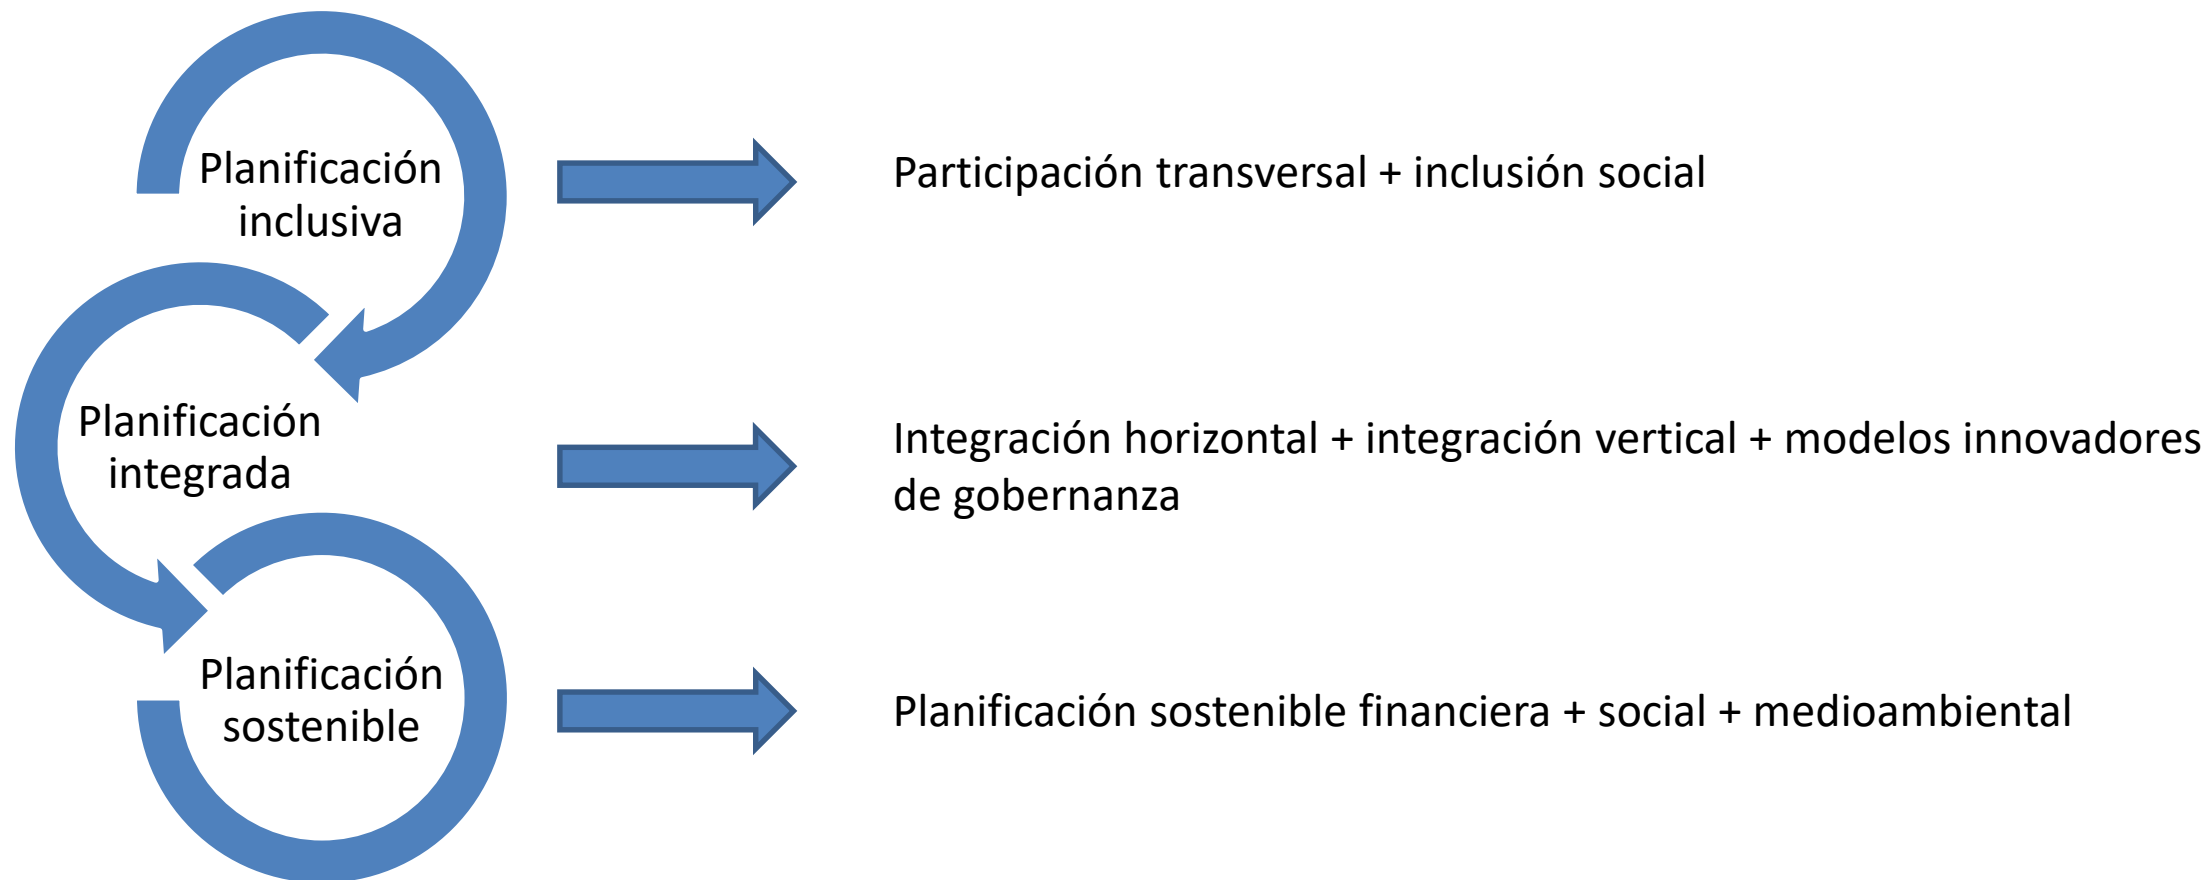 Planificación
inclusiva
Participación transversal + inclusión social
Planificación
integrada
Integración horizontal + integración vertical + modelos innovadores
de gobernanza
Planificación
sostenible
Planificación sostenible financiera + social + medioambiental